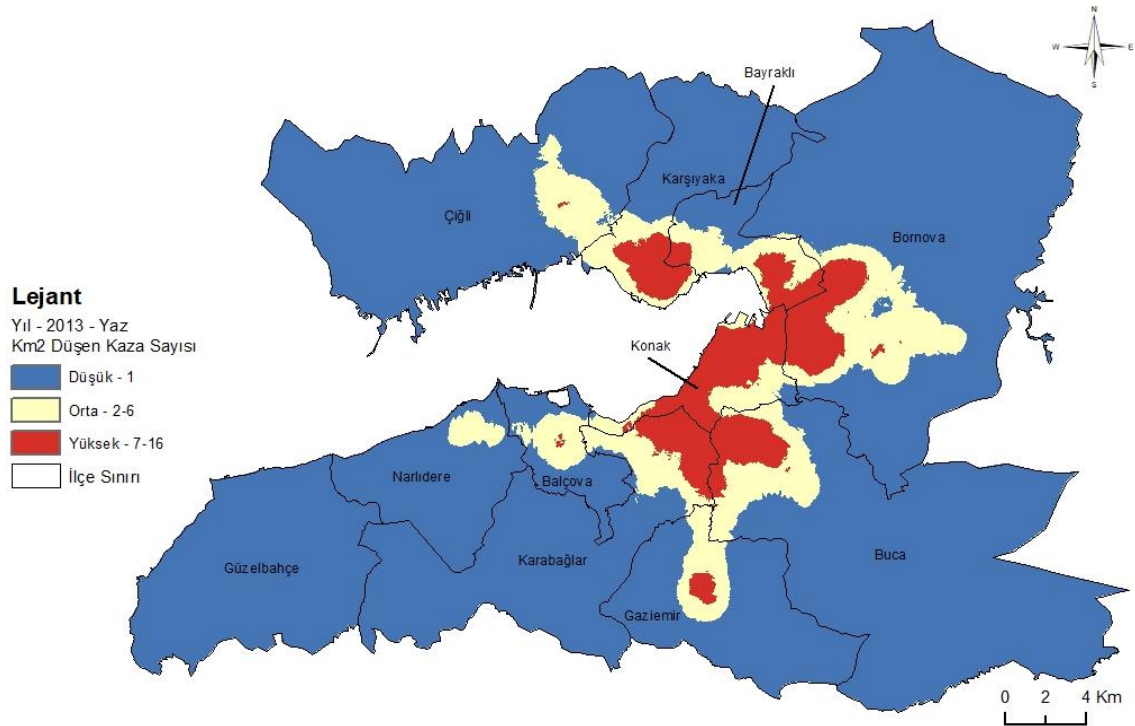 N
W E
S
Bayraklı
Karşıyaka
Çiğli
Bornova
Lejant
Yıl - 2013 - Yaz
Km2 Düşen Kaza Sayısı
Düşük - 1
Orta - 2-6
Yüksek - 7-16
İlçe Sınırı
Konak
Narlıdere
Balçova
Güzelbahçe
Karabağlar
Buca
Gaziemir
0 2 4 Km